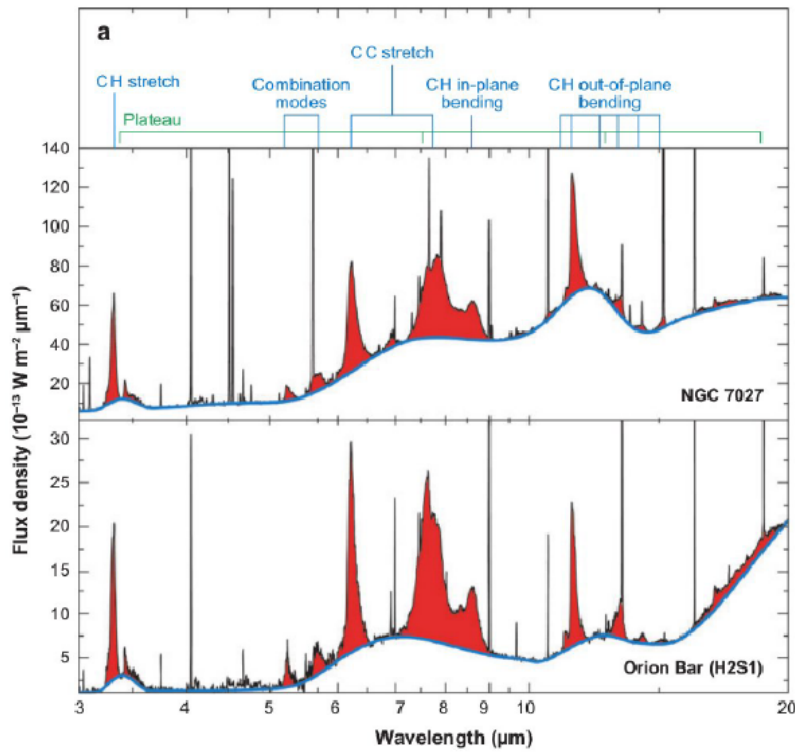 a
CC stretch
CH stretch
Combination modes
CH in-plane bending
CH out-of-plane bending
Plateau
140
120
100
80
60
40
20
NGC 7027
30
25
20
15
10
5
Orion Bar (H2S1)
Flux density (10⁻¹³ W m⁻² µm⁻¹)
3 4 5 6 7 8 9 10 20
Wavelength (µm)